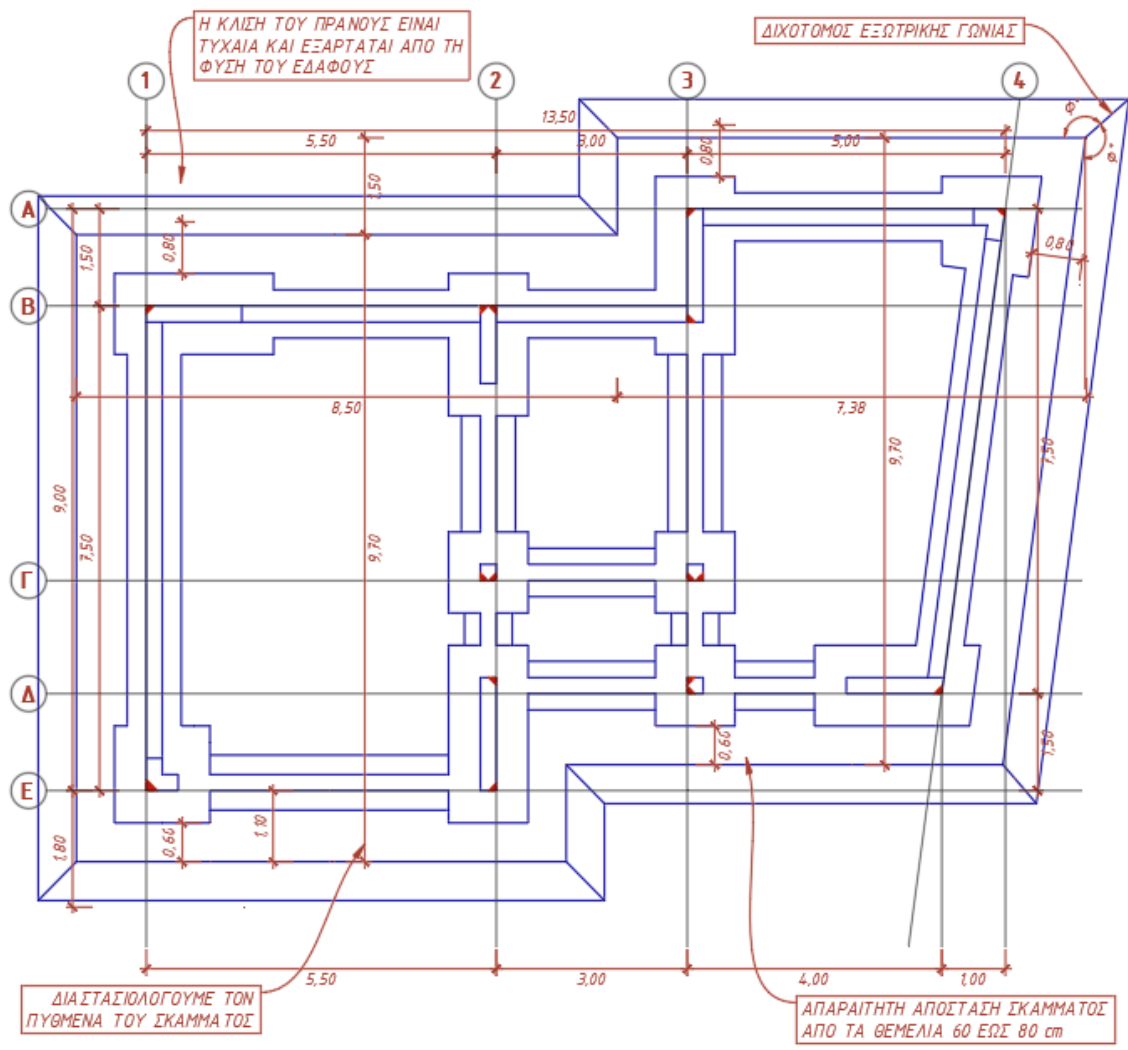 Η ΚΛΙΣΗ ΤΟΥ ΠΡΑΝΟΥΣ ΕΙΝΑΙ
ΤΥΧΑΙΑ ΚΑΙ ΕΞΑΡΤΑΤΑΙ ΑΠΟ ΤΗ
ΦΥΣΗ ΤΟΥ ΕΔΑΦΟΥΣ
ΔΙΧΟΤΟΜΟΣ ΕΞΩΤΡΙΚΗΣ ΓΩΝΙΑΣ
1
2
3
4
13,50
5,50
3,00
5,00
0,80
φ°
φ°
1,50
Α
1,50
0,80
0,80
Β
8,50
7,38
9,00
7,50
9,70
9,70
7,50
Γ
Δ
0,60
1,50
Ε
1,80
0,60
1,10
5,50
3,00
4,00
1,00
ΔΙΑΣΤΑΣΙΟΛΟΓΟΥΜΕ ΤΟΝ
ΠΥΘΜΕΝΑ ΤΟΥ ΣΚΑΜΜΑΤΟΣ
ΑΠΑΡΑΙΤΗΤΗ ΑΠΟΣΤΑΣΗ ΣΚΑΜΜΑΤΟΣ
ΑΠΟ ΤΑ ΘΕΜΕΛΙΑ 60 ΕΩΣ 80 cm